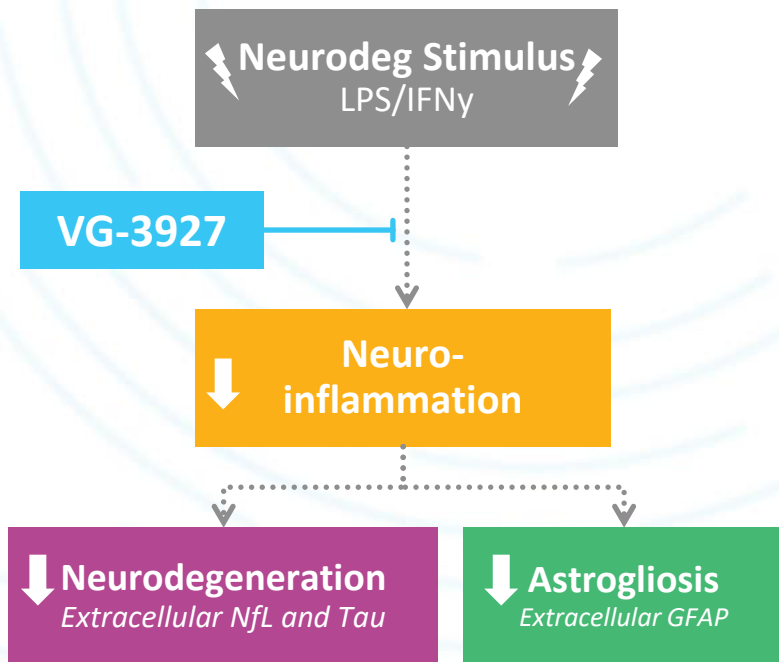 Neurodeg Stimulus
LPS/IFNy
VG-3927
Neuro-
inflammation
Neurodegeneration
Extracellular NfL and Tau
Astrogliosis
Extracellular GFAP